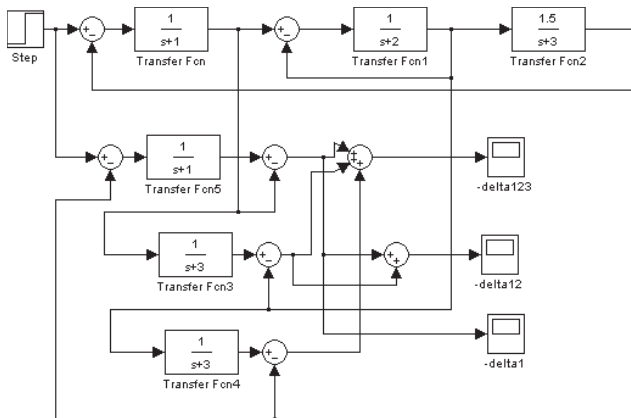 1
1
1.5
s+1
s+2
s+3
Step
Transfer Fcn
Transfer Fcn1
Transfer Fcn2
1
s+1
Transfer Fcn5
-delta123
1
s+3
Transfer Fcn3
-delta12
1
s+3
Transfer Fcn4
-delta1